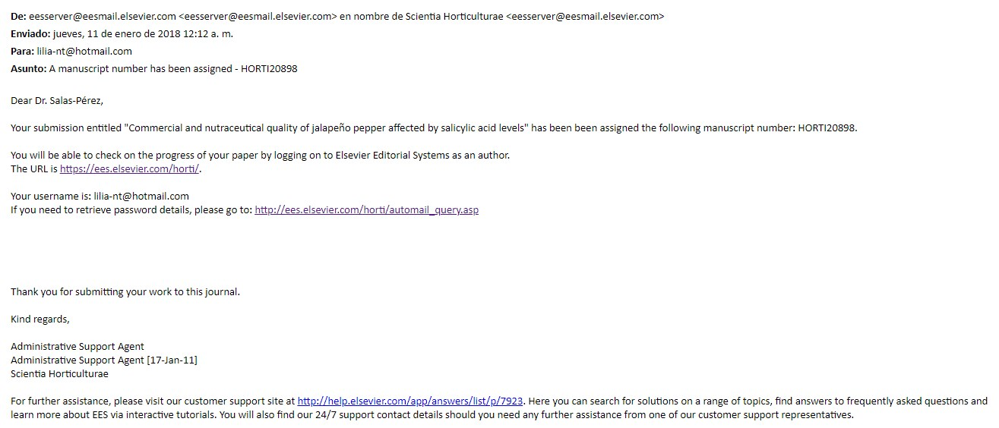 De: eesserver@eesmail.elsevier.com <eesserver@eesmail.elsevier.com> en nombre de Scientia Horticulturae <eesserver@eesmail.elsevier.com>
Enviado: jueves, 11 de enero de 2018 12:12 a. m.
Para: lilia-nt@hotmail.com
Asunto: A manuscript number has been assigned - HORTI20898
Dear Dr. Salas-Pérez,
Your submission entitled "Commercial and nutraceutical quality of jalapeño pepper affected by salicylic acid levels" has been been assigned the following manuscript number: HORTI20898.
You will be able to check on the progress of your paper by logging on to Elsevier Editorial Systems as an author.
The URL is https://ees.elsevier.com/horti/.
Your username is: lilia-nt@hotmail.com
If you need to retrieve password details, please go to: http://ees.elsevier.com/horti/automail_query.asp
Thank you for submitting your work to this journal.
Kind regards,
Administrative Support Agent
Administrative Support Agent [17-Jan-11]
Scientia Horticulturae
For further assistance, please visit our customer support site at http://help.elsevier.com/app/answers/list/p/7923. Here you can search for solutions on a range of topics, find answers to frequently asked questions and
learn more about EES via interactive tutorials. You will also find our 24/7 support contact details should you need any further assistance from one of our customer support representatives.